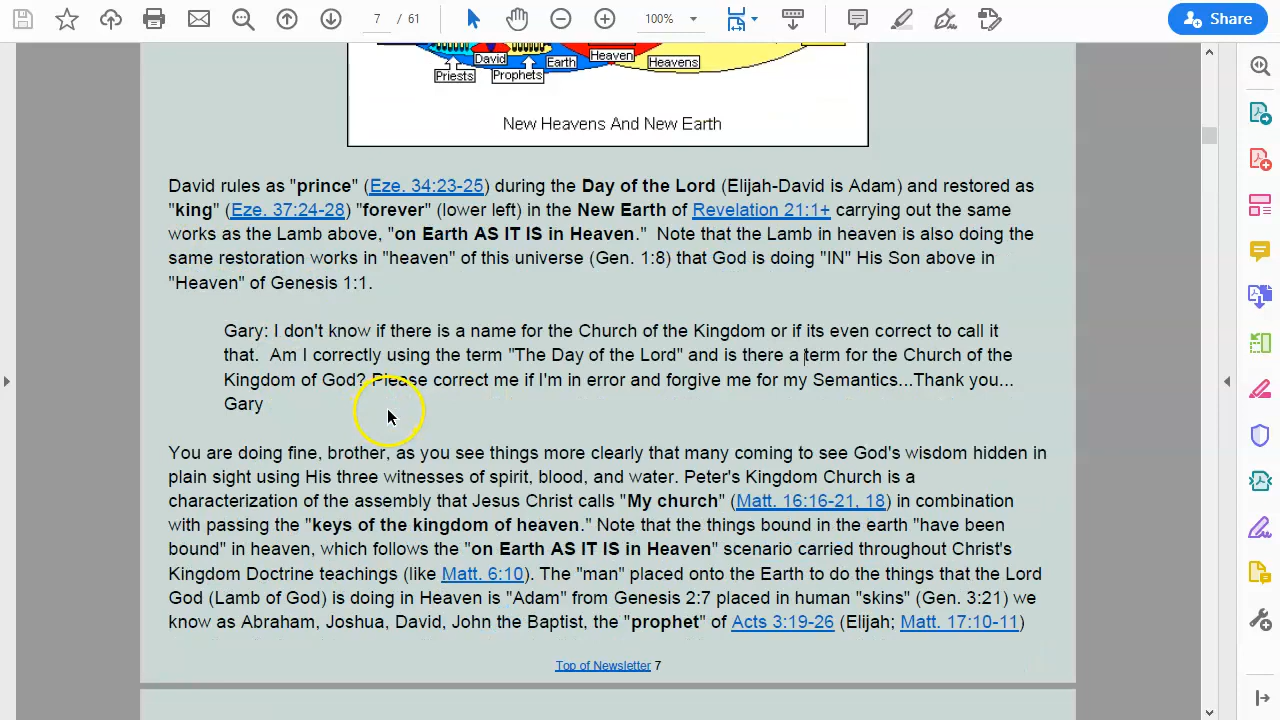 7 / 61
100%
Share
David
Earth
Heaven
Heavens
Priests
Prophets
New Heavens And New Earth
David rules as "prince" (Eze. 34:23-25) during the Day of the Lord (Elijah-David is Adam) and restored as
"king" (Eze. 37:24-28) "forever" (lower left) in the New Earth of Revelation 21:1+ carrying out the same
works as the Lamb above, "on Earth AS IT IS in Heaven."  Note that the Lamb in heaven is also doing the
same restoration works in "heaven" of this universe (Gen. 1:8) that God is doing "IN" His Son above in
"Heaven" of Genesis 1:1.
Gary: I don't know if there is a name for the Church of the Kingdom or if its even correct to call it
that.  Am I correctly using the term "The Day of the Lord" and is there a term for the Church of the
Kingdom of God? Please correct me if I'm in error and forgive me for my Semantics...Thank you...
Gary
You are doing fine, brother, as you see things more clearly that many coming to see God's wisdom hidden in
plain sight using His three witnesses of spirit, blood, and water. Peter's Kingdom Church is a
characterization of the assembly that Jesus Christ calls "My church" (Matt. 16:16-21, 18) in combination
with passing the "keys of the kingdom of heaven." Note that the things bound in the earth "have been
bound" in heaven, which follows the "on Earth AS IT IS in Heaven" scenario carried throughout Christ's
Kingdom Doctrine teachings (like Matt. 6:10). The "man" placed onto the Earth to do the things that the Lord
God (Lamb of God) is doing in Heaven is "Adam" from Genesis 2:7 placed in human "skins" (Gen. 3:21) we
know as Abraham, Joshua, David, John the Baptist, the "prophet" of Acts 3:19-26 (Elijah; Matt. 17:10-11)
Top of Newsletter 7